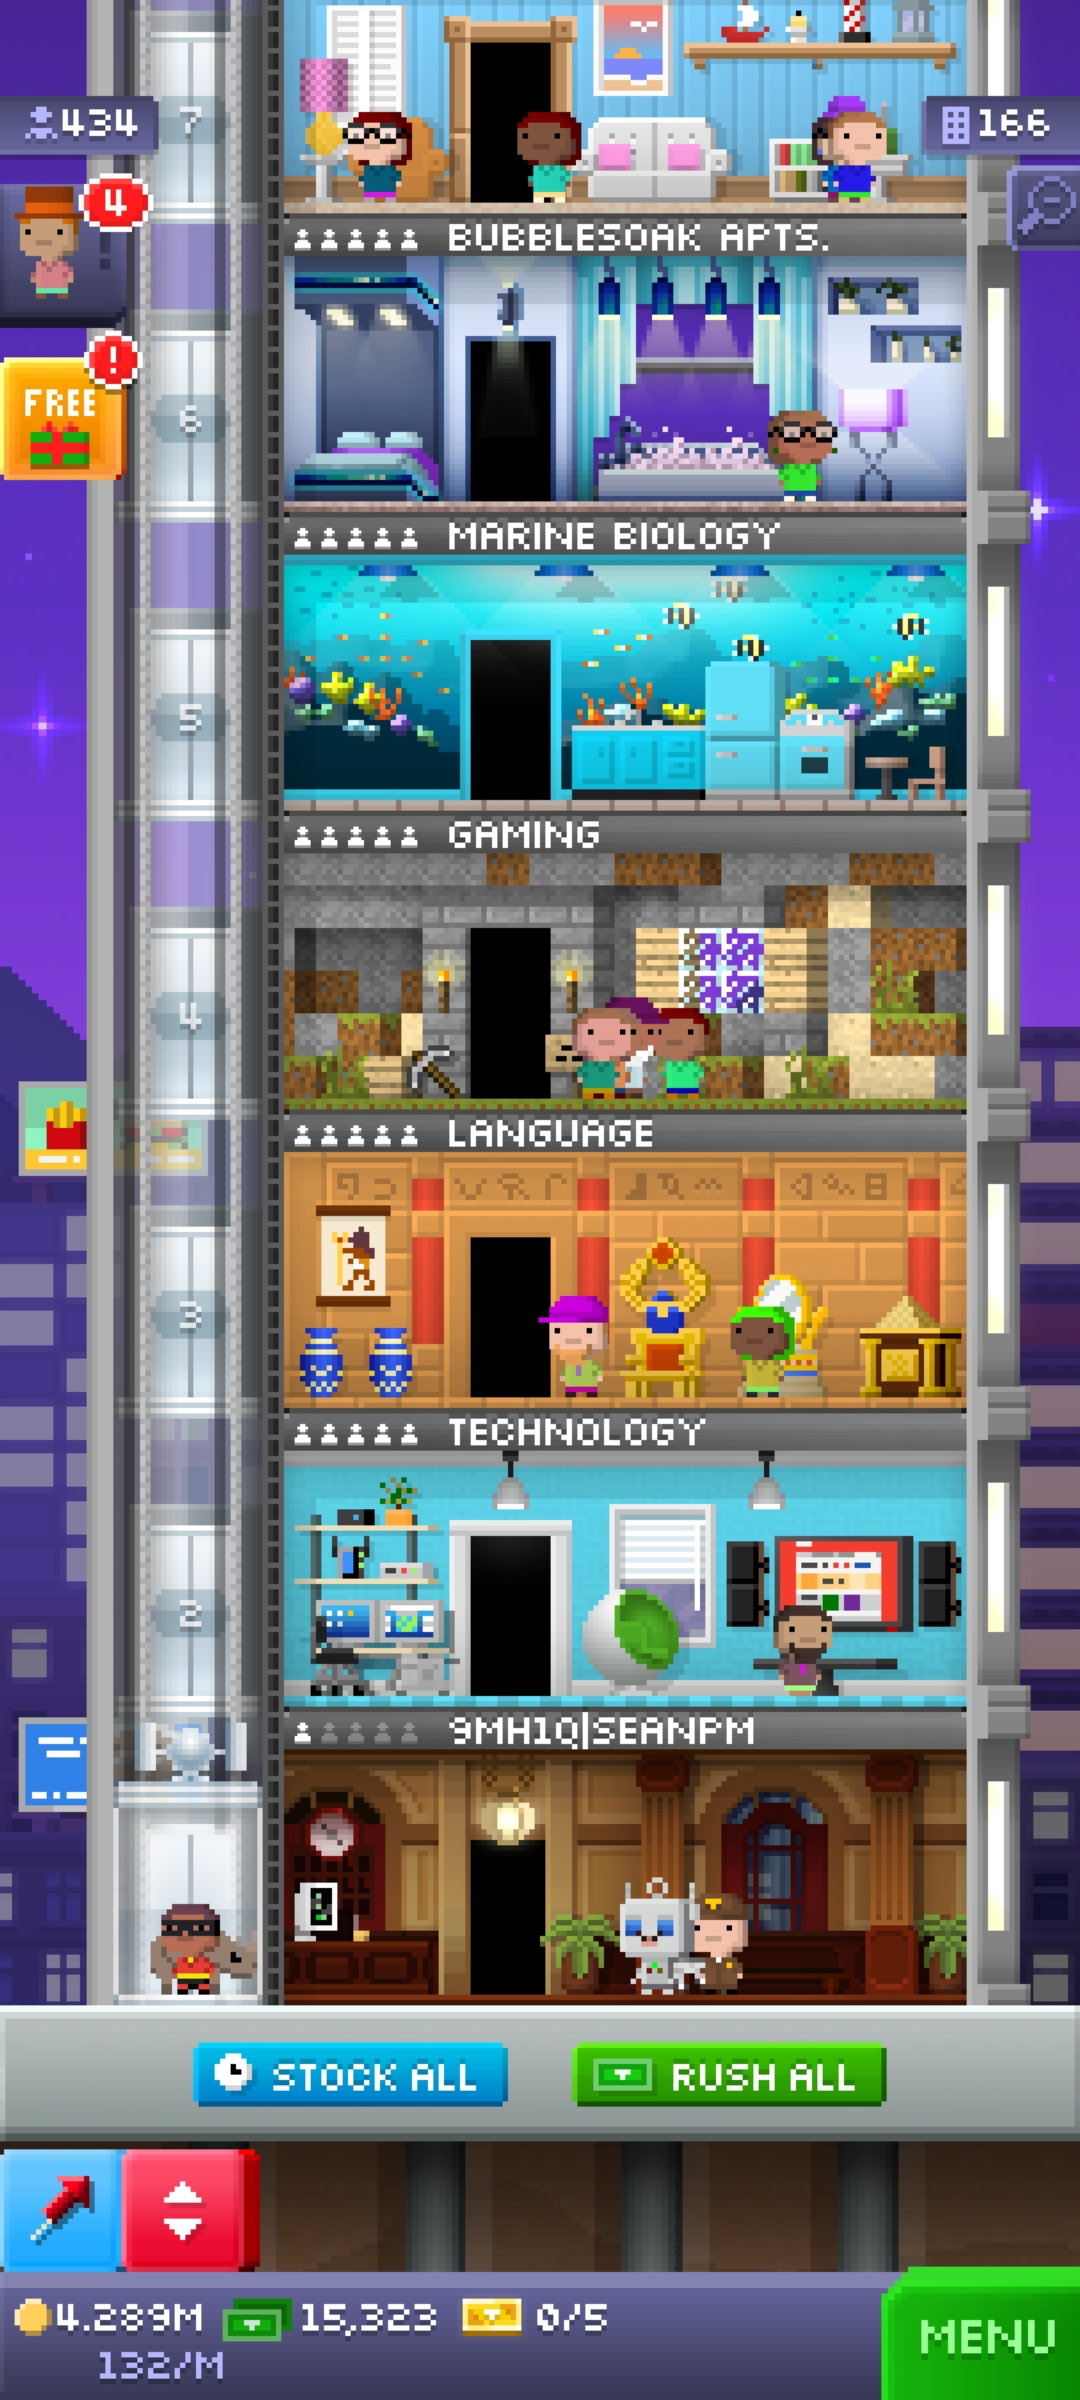 7
434
166
4
BUBBLESOAK APTS.
!
FREE
6
MARINE BIOLOGY
5
GAMING
4
LANGUAGE
3
TECHNOLOGY
2
9MH1Q|SEANPM
STOCK ALL
RUSH ALL
4.289M
15,323
0/5
132/M
MENU